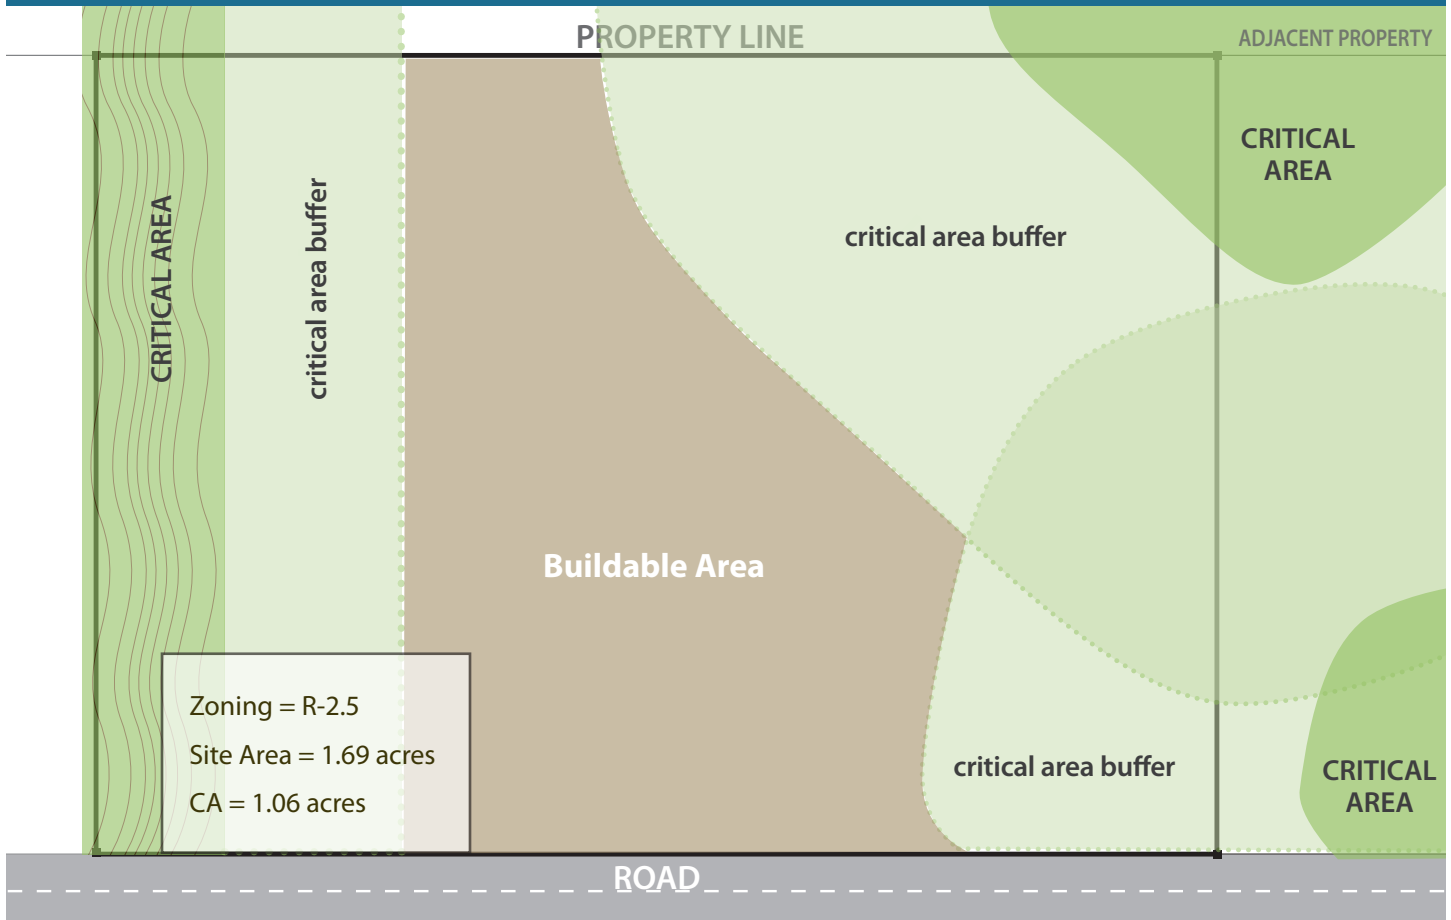 PROPERTY LINE
ADJACENT PROPERTY
CRITICAL
AREA
CRITICAL AREA
critical area buffer
critical area buffer
Buildable Area
Zoning = R-2.5
Site Area = 1.69 acres
CA = 1.06 acres
critical area buffer
CRITICAL
AREA
ROAD